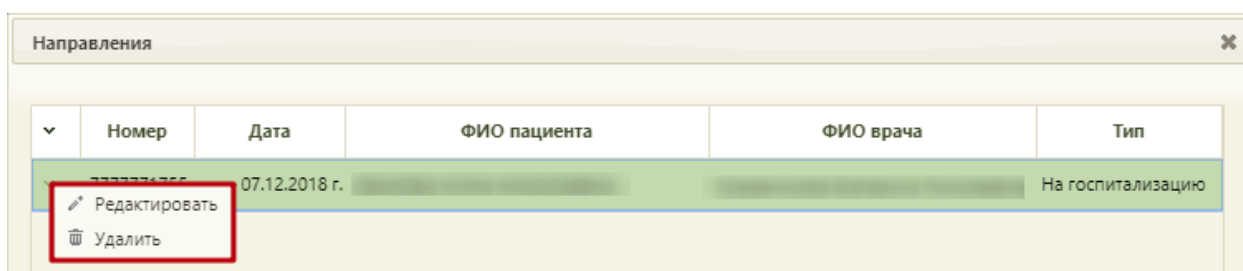 Направления
Номер Дата ФИО пациента ФИО врача Тип
07.12.2018 г. На госпитализацию
Редактировать
Удалить